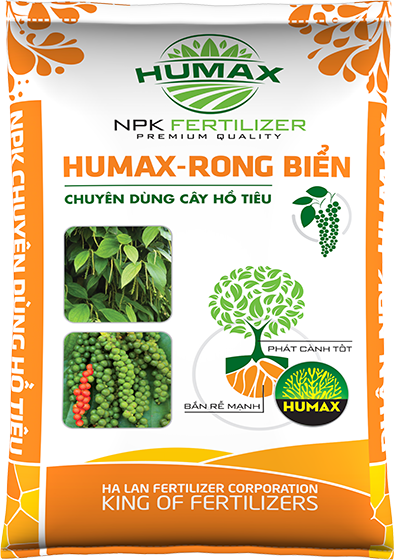 HUMAX
NPK FERTILIZER
PREMIUM QUALITY
HUMAX-RONG BIỂN
CHUYÊN DÙNG CÂY HỒ TIÊU
NPK CHUYÊN DÙNG HỒ TIÊU
PHÁT CÀNH TỐT
BẮN RỄ MẠNH
HUMAX
HA LAN FERTILIZER CORPORATION
KING OF FERTILIZERS